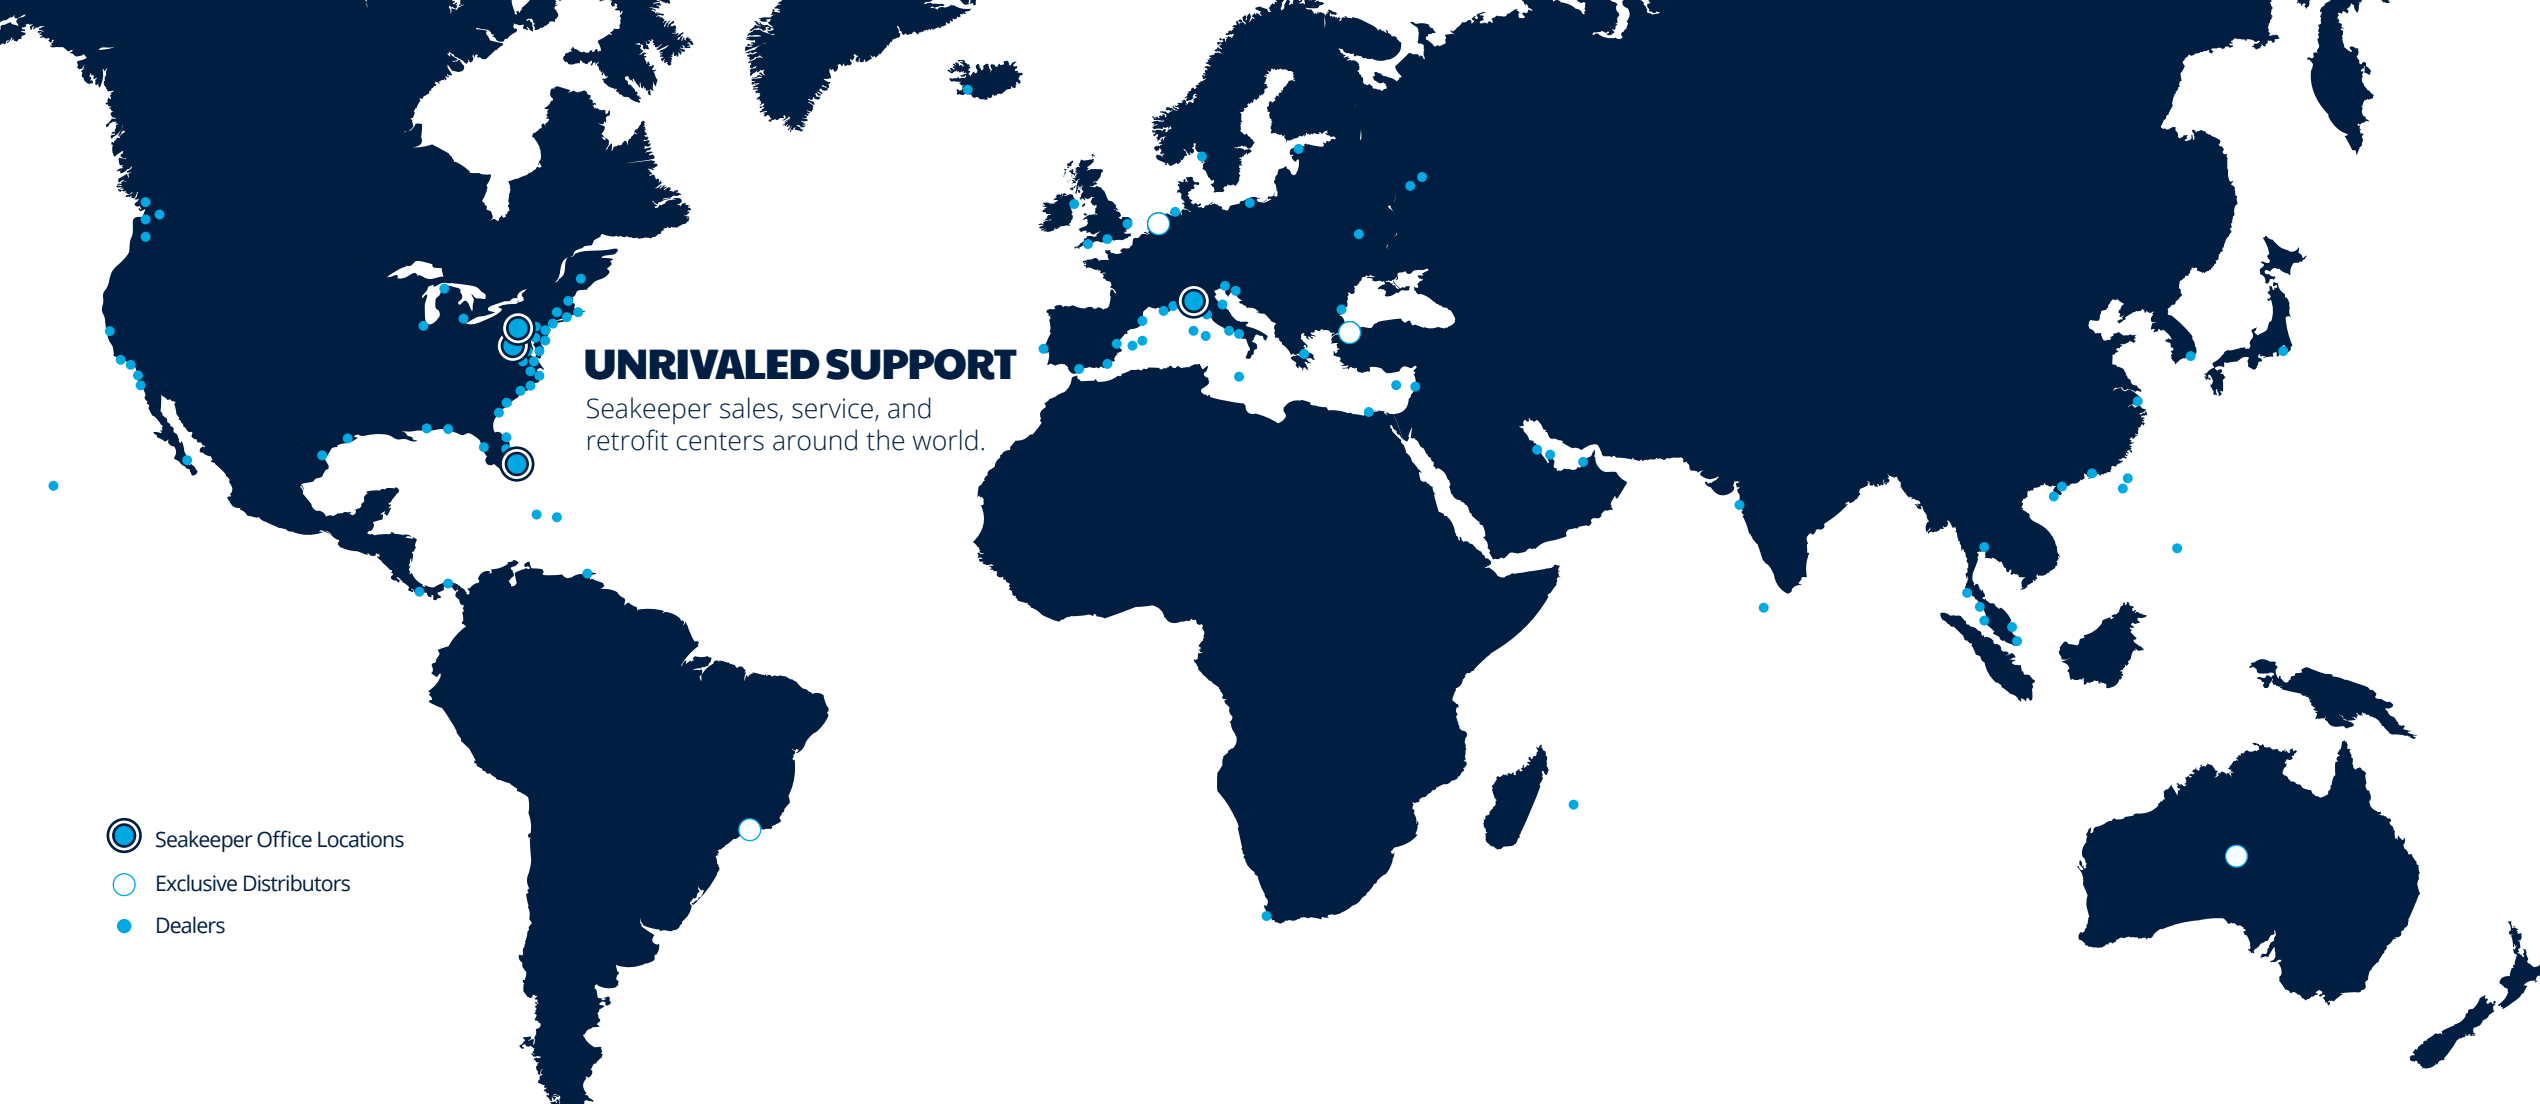 UNRIVALED SUPPORT
Seakeeper sales, service, and
retrofit centers around the world.
Seakeeper Office Locations
Exclusive Distributors
Dealers